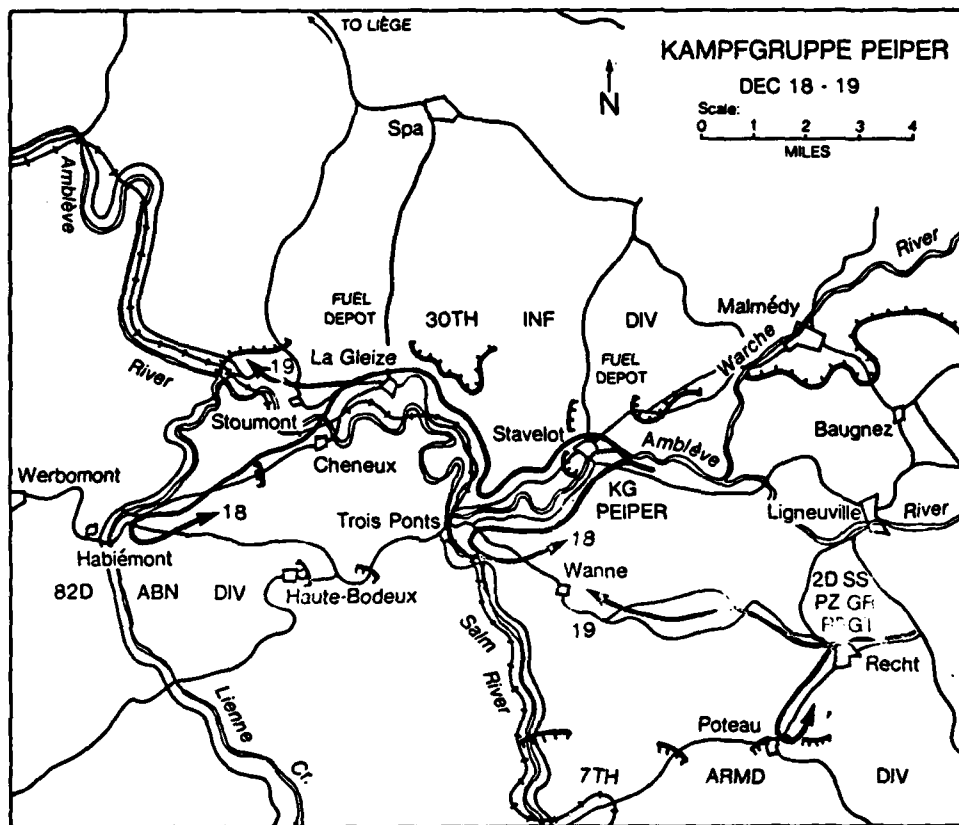 TO LIÈGE
KAMPFGRUPPE PEIPER
DEC 18 - 19
N
Scale:
0 1 2 3 4
MILES
Spa
Amblève
River
River
FUEL
DEPOT
30TH INF DIV
Malmédy
Warche
La Gleize
19
FUEL
DEPOT
Stoumont
Stavelot
Baugnez
Cheneux
Amblève
Werbomont
KG
PEIPER
18
Trois Ponts
Ligneuville
River
Habiémont
18
82D ABN DIV
Haute-Bodeux
Wanne
2D SS
PZ GR
19
Salm
River
Recht
Lienne
Cr.
Poteau
7TH ARMD DIV